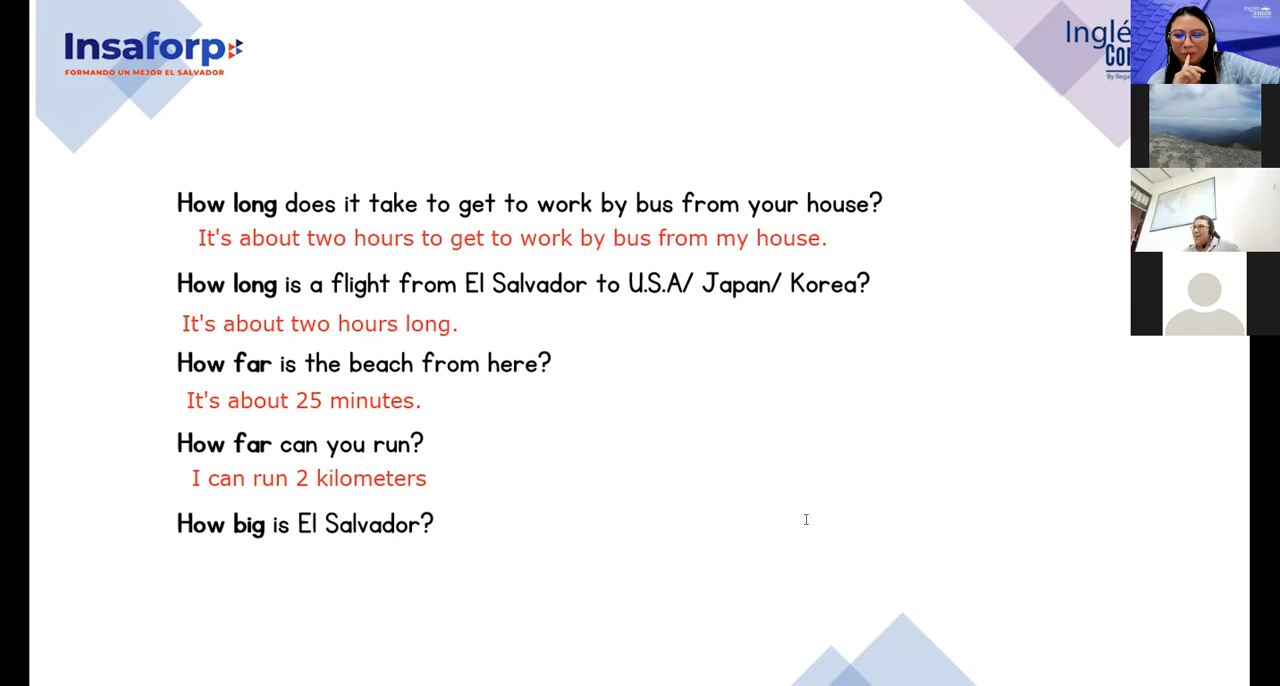 Insaforp
FORMANDO UN MEJOR EL SALVADOR
How long does it take to get to work by bus from your house?
It's about two hours to get to work by bus from my house.
How long is a flight from El Salvador to U.S.A/ Japan/ Korea?
It's about two hours long.
How far is the beach from here?
It's about 25 minutes.
How far can you run?
I can run 2 kilometers
How big is El Salvador?